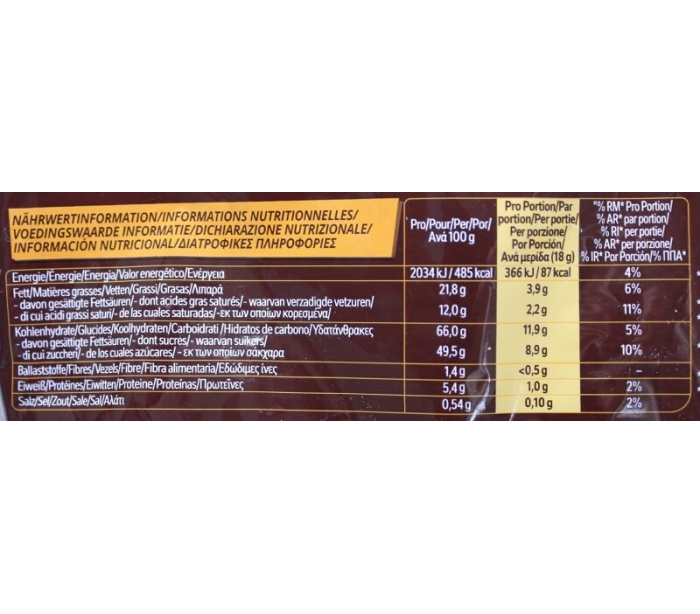 NÄHRWERTINFORMATION/INFORMATIONS NUTRITIONNELLES/
VOEDINGSWAARDE INFORMATIE/DICHIARAZIONE NUTRIZIONALE/
INFORMACIÓN NUTRICIONAL/ΔΙΑΤΡΟΦΙΚΕΣ ΠΛΗΡΟΦΟΡΙΕΣ
Pro/Pour/Per/Por/
Ανά 100 g
Pro Portion/Par
portion/Per portie/
Per porzione/
Por Porción/
Ανά μερίδα (18 g)
"% RM* Pro Portion/
% AR* par portion/
% RI* per portie/
% AR* per porzione/
% IR* Por Porción/% ΠΠΑ*
Energie/Énergie/Energia/Valor energético/Ενέργεια 2034 kJ / 485 kcal 366 kJ / 87 kcal 4%
Fett/Matières grasses/Vetten/Grassi/Grasas/Λιπαρά 21,8 g 3,9 g 6%
- davon gesättigte Fettsäuren/- dont acides gras saturés/- waarvan verzadigde vetzuren/
- di cui acidi grassi saturi/- de las cuales saturadas/-εκ των οποίων κορεσμένα/ 12,0 g 2,2 g 11%
Kohlenhydrate/Glucides/Koolhydraten/Carboidrati/Hidratos de carbono/Υδατάνθρακες 66,0 g 11,9 g 5%
- davon gesättigte Fettsäuren/- dont sucres/- waarvan suikers/
- di cui zuccheri/- de los cuales azúcares/- εκ των οποίων σάκχαρα 49,5 g 8,9 g 10%
Ballaststoffe/Fibres/Vezels/Fibre/Fibra alimentaria/Εδώδιμες ίνες 1,4 g <0,5 g –
Eiweiß/Protéines/Eiwitten/Proteine/Proteínas/Πρωτεΐνες 5,4 g 1,0 g 2%
Salz/Sel/Zout/Sale/Sal/Αλάτι 0,54 g 0,10 g 2%